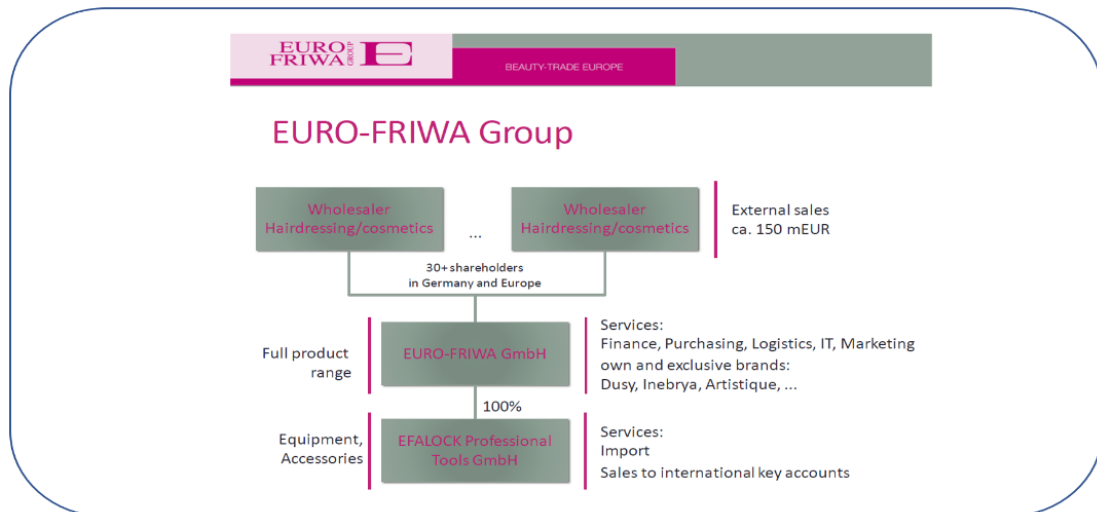 EURO-
FRIWA
GROUP
BEAUTY-TRADE EUROPE
EURO-FRIWA Group
Wholesaler
Hairdressing/cosmetics
...
Wholesaler
Hairdressing/cosmetics
External sales
ca. 150 mEUR
30+ shareholders
in Germany and Europe
Full product
range
EURO-FRIWA GmbH
Services:
Finance, Purchasing, Logistics, IT, Marketing
own and exclusive brands:
Dusy, Inebrya, Artistique, ...
100%
Equipment,
Accessories
EFALOCK Professional
Tools GmbH
Services:
Import
Sales to international key accounts